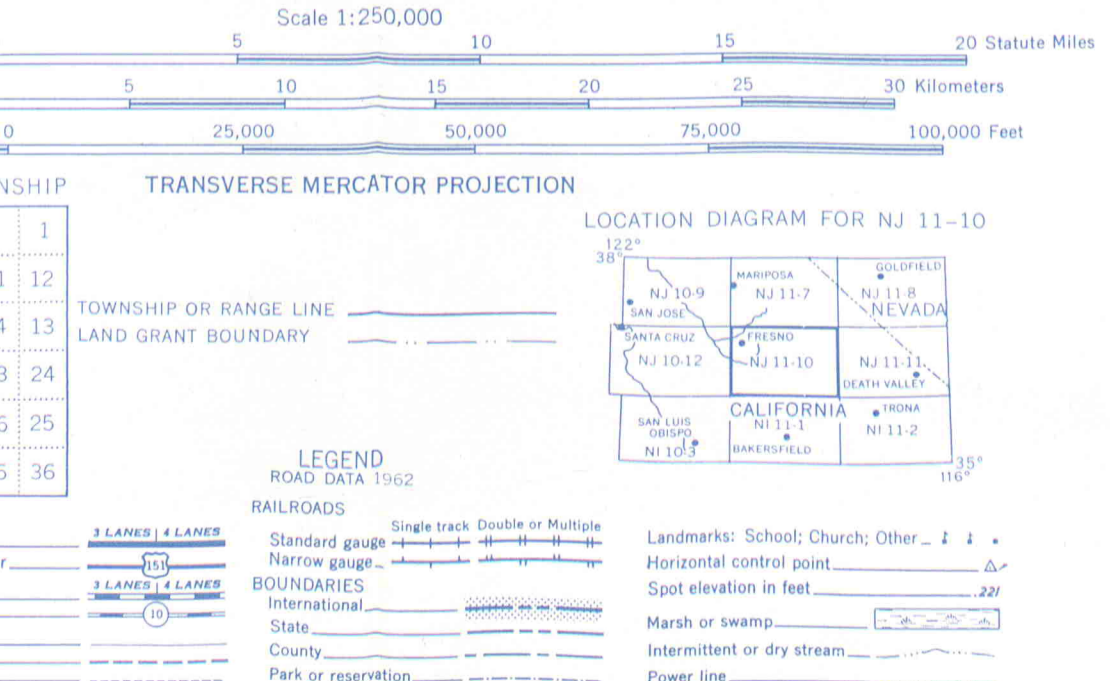 Scale 1:250,000
5 10 15 20 Statute Miles
5 10 15 20 25 30 Kilometers
0 25,000 50,000 75,000 100,000 Feet
NSHIP
TRANSVERSE MERCATOR PROJECTION
1
12
13
24
25
36
TOWNSHIP OR RANGE LINE
LAND GRANT BOUNDARY
LOCATION DIAGRAM FOR NJ 11-10
122°
38°
MARIPOSA
GOLDFIELD
NJ 10-9
NJ 11-7
NJ 11-8
SAN JOSE
NEVADA
SANTA CRUZ
FRESNO
NJ 10-12
NJ 11-10
NJ 11-11
DEATH VALLEY
CALIFORNIA
TRONA
SAN LUIS
OBISPO
NI 11-1
NI 11-2
NI 10-3
BAKERSFIELD
35°
116°
LEGEND
ROAD DATA 1962
3 LANES | 4 LANES
151
3 LANES | 4 LANES
10
RAILROADS
Single track Double or Multiple
Standard gauge
Narrow gauge
BOUNDARIES
International
State
County
Park or reservation
Landmarks: School; Church; Other
Horizontal control point
Spot elevation in feet .221
Marsh or swamp
Intermittent or dry stream
Power line